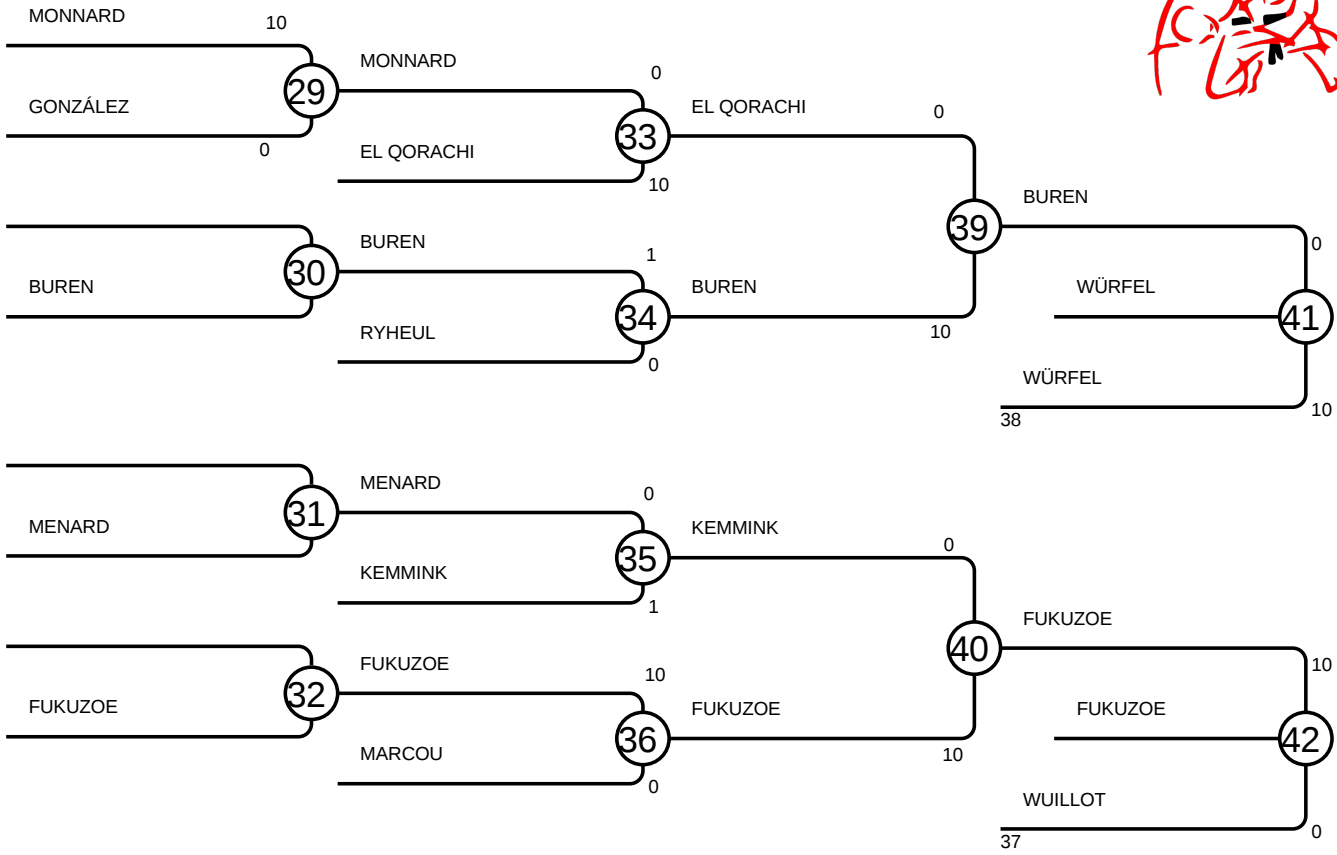 MONNARD
10
MONNARD
0
29
GONZÁLEZ
EL QORACHI
0
33
0
EL QORACHI
10
BUREN
BUREN
1
0
39
30
BUREN
BUREN
WÜRFEL
34
41
RYHEUL
10
0
WÜRFEL
10
38
MENARD
0
31
MENARD
KEMMINK
0
35
KEMMINK
1
FUKUZOE
FUKUZOE
10
40
10
32
FUKUZOE
FUKUZOE
FUKUZOE
36
42
MARCOU
10
0
WUILLOT
0
37